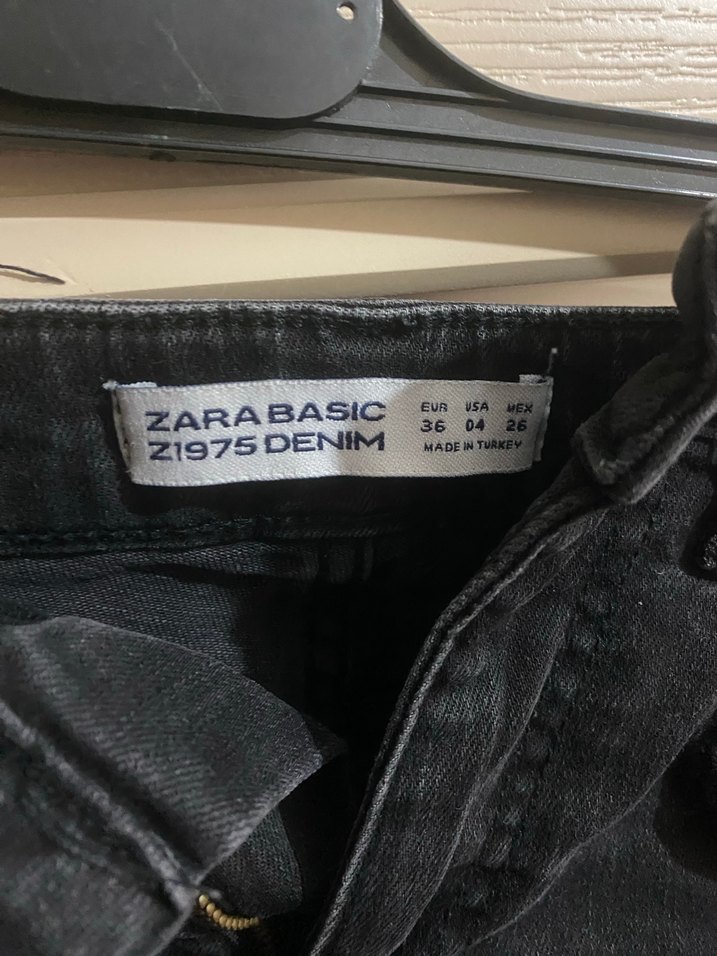 ZARA BASIC
Z1975 DENIM
EUR USA MEX
36 04 26
MADE IN TURKEY